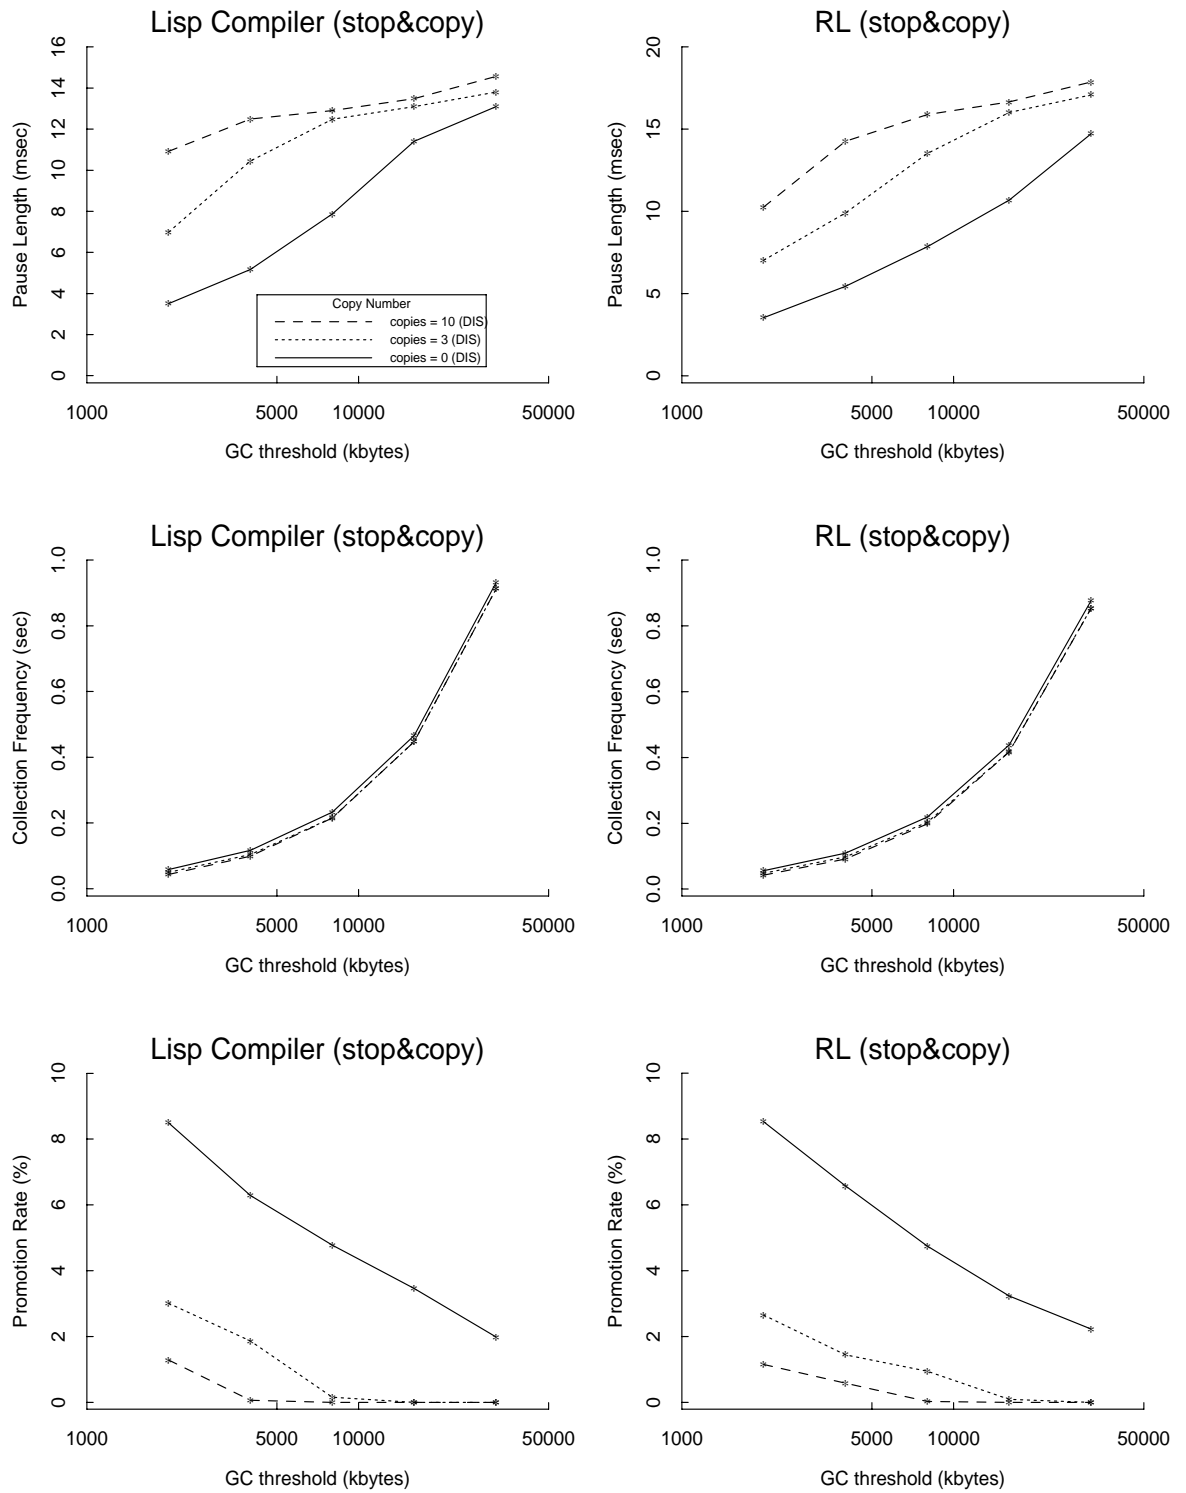 Lisp Compiler (stop&copy)
Pause Length (msec)
0 2 4 6 8 10 12 14 16
Copy Number
copies = 10 (DIS)
copies = 3 (DIS)
copies = 0 (DIS)
1000 5000 10000 50000
GC threshold (kbytes)
RL (stop&copy)
Pause Length (msec)
0 5 10 15 20
1000 5000 10000 50000
GC threshold (kbytes)
Lisp Compiler (stop&copy)
Collection Frequency (sec)
0.0 0.2 0.4 0.6 0.8 1.0
1000 5000 10000 50000
GC threshold (kbytes)
RL (stop&copy)
Collection Frequency (sec)
0.0 0.2 0.4 0.6 0.8 1.0
1000 5000 10000 50000
GC threshold (kbytes)
Lisp Compiler (stop&copy)
Promotion Rate (%)
0 2 4 6 8 10
1000 5000 10000 50000
GC threshold (kbytes)
RL (stop&copy)
Promotion Rate (%)
0 2 4 6 8 10
1000 5000 10000 50000
GC threshold (kbytes)